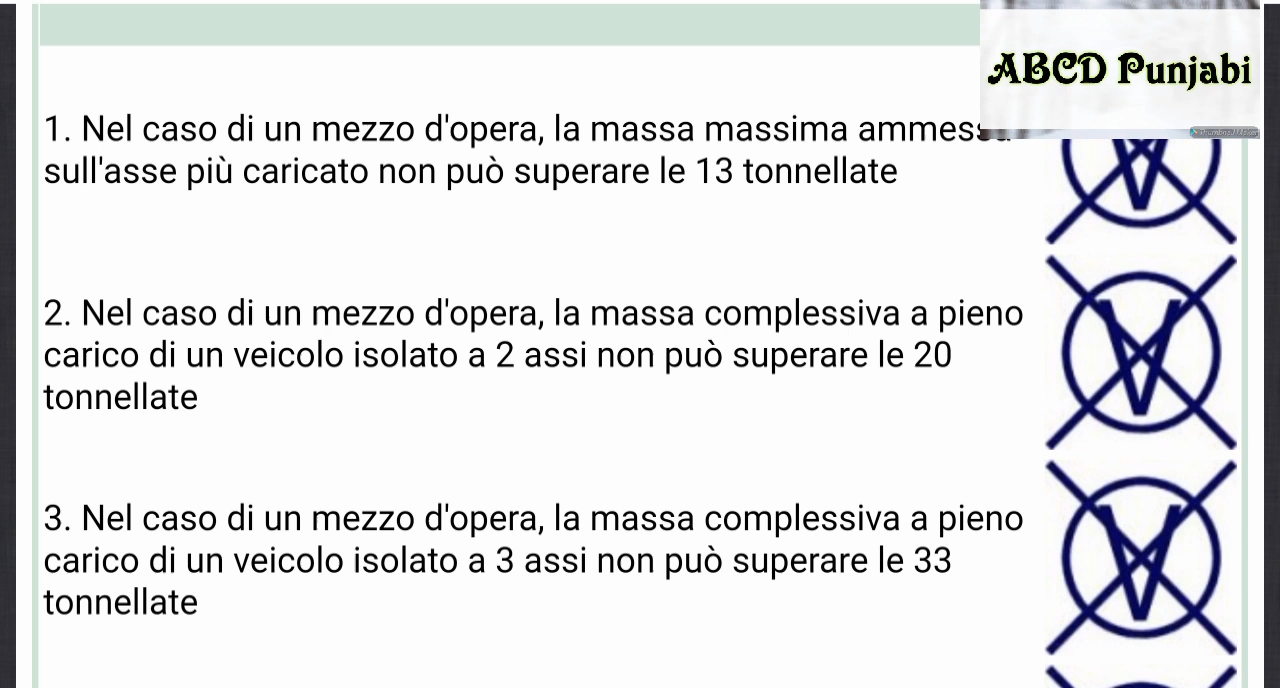 ABCD Punjabi
1. Nel caso di un mezzo d'opera, la massa massima ammessa
sull'asse più caricato non può superare le 13 tonnellate
V
2. Nel caso di un mezzo d'opera, la massa complessiva a pieno
carico di un veicolo isolato a 2 assi non può superare le 20
tonnellate
V
3. Nel caso di un mezzo d'opera, la massa complessiva a pieno
carico di un veicolo isolato a 3 assi non può superare le 33
tonnellate
V